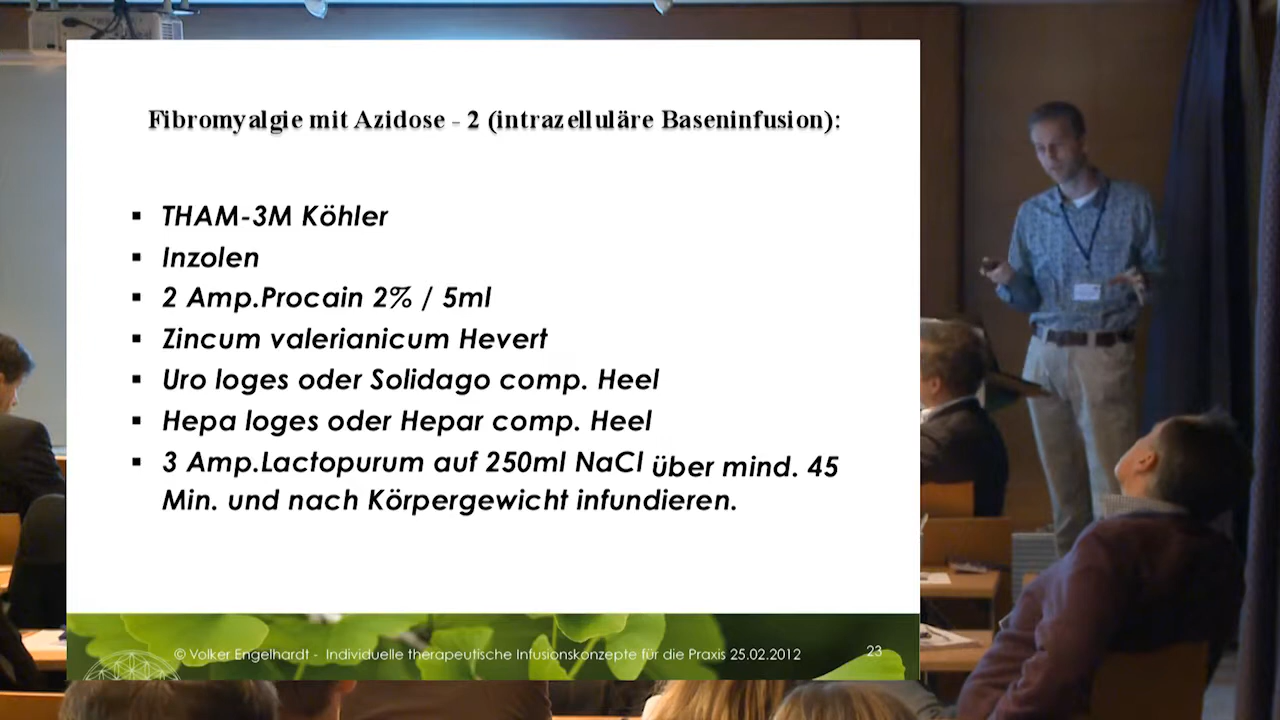 Fibromyalgie mit Azidose - 2 (intrazelluläre Baseninfusion):
▪ THAM-3M Köhler
▪ Inzolen
▪ 2 Amp.Procain 2% / 5ml
▪ Zincum valerianicum Hevert
▪ Uro loges oder Solidago comp. Heel
▪ Hepa loges oder Hepar comp. Heel
▪ 3 Amp.Lactopurum auf 250ml NaCl über mind. 45
Min. und nach Körpergewicht infundieren.
© Volker Engelhardt - Individuelle therapeutische Infusionskonzepte für die Praxis 25.02.2012
23